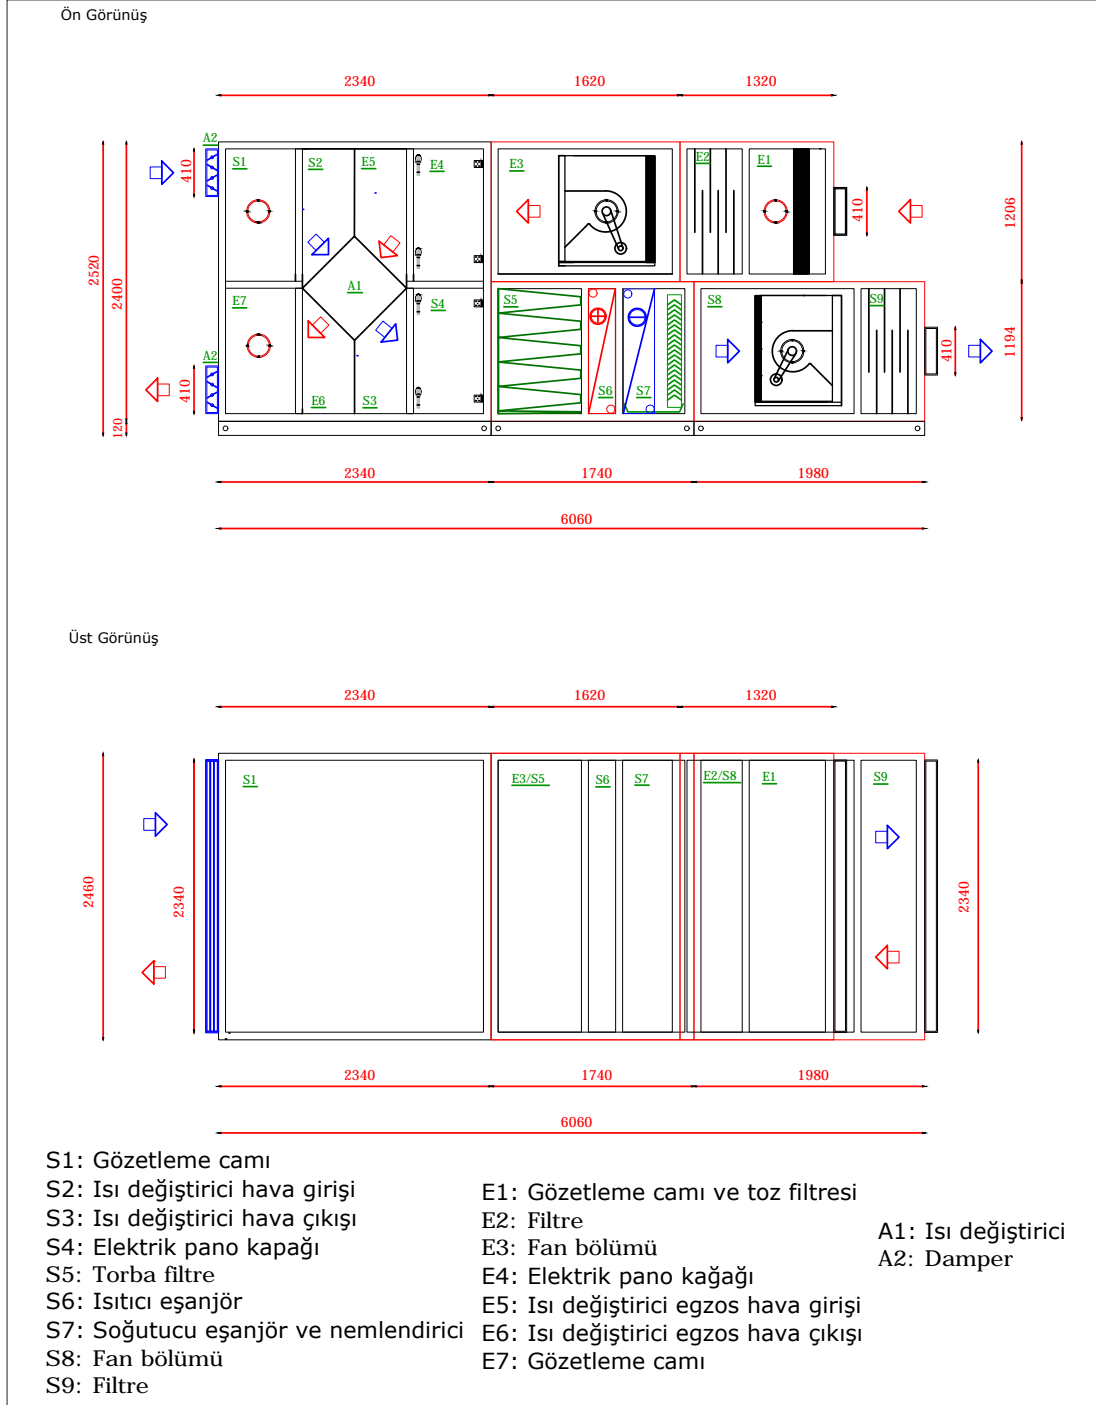 Ön Görünüş
2340 1620 1320
A2
S1 S2 E5 E4 E3 E2 E1
410
410
1206
2520
2400
A1
E7 S4 S5 S8 S9
A2
410
S6 S7
410
1194
E6 S3
120
2340 1740 1980
6060
Üst Görünüş
2340 1620 1320
S1 E3/S5 S6 S7 E2/S8 E1 S9
2460
2340
2340
2340 1740 1980
6060
S1: Gözetleme camı
S2: Isı değiştirici hava girişi
S3: Isı değiştirici hava çıkışı
S4: Elektrik pano kapağı
S5: Torba filtre
S6: Isıtıcı eşanjör
S7: Soğutucu eşanjör ve nemlendirici
S8: Fan bölümü
S9: Filtre
E1: Gözetleme camı ve toz filtresi
E2: Filtre
E3: Fan bölümü
E4: Elektrik pano kağağı
E5: Isı değiştirici egzos hava girişi
E6: Isı değiştirici egzos hava çıkışı
E7: Gözetleme camı
A1: Isı değiştirici
A2: Damper